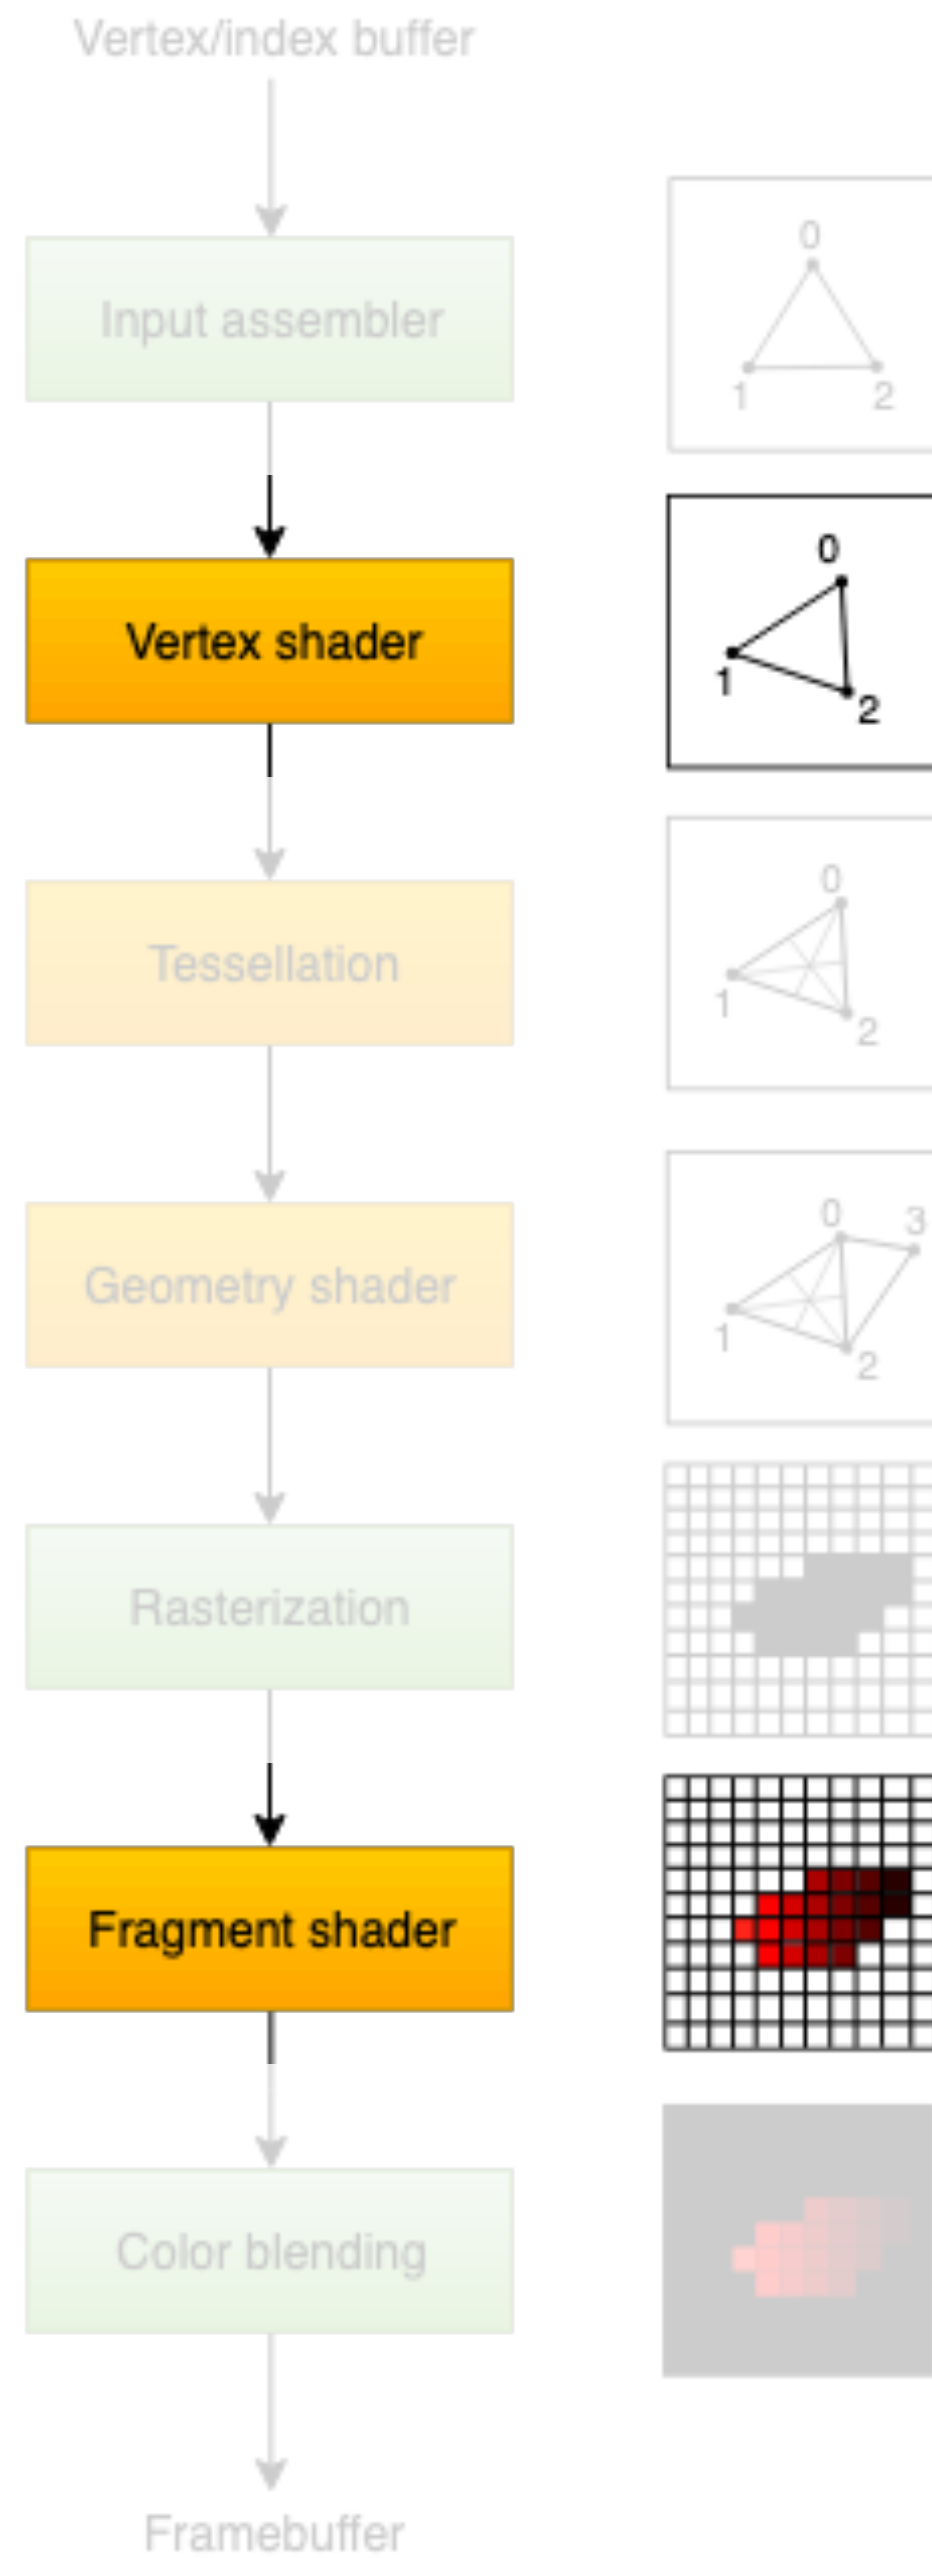 Vertex/index buffer
Input assembler
0
1
2
Vertex shader
0
1
2
Tessellation
0
1
2
Geometry shader
0
3
1
2
Rasterization
Fragment shader
Color blending
Framebuffer